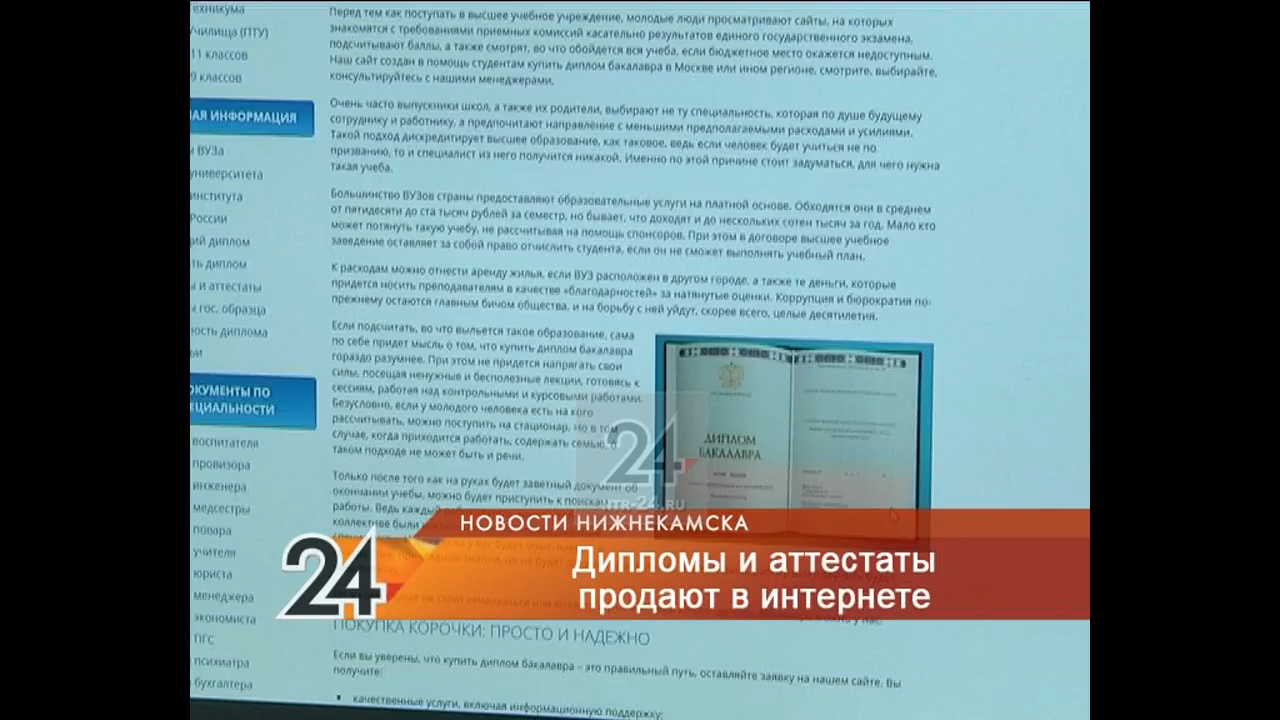 ехникума
училища (ПТУ)
11 классов
9 классов
АЯ ИНФОРМАЦИЯ
ВУЗа
университета
института
России
ий диплом
ть диплом
и аттестаты
гос. образца
ность диплома
ОКУМЕНТЫ ПО
ЕЦИАЛЬНОСТИ
воспитателя
провизора
инженера
медсестры
повара
учителя
юриста
менеджера
экономиста
ПГС
психиатра
бухгалтера
Перед тем как поступать в высшее учебное учреждение, молодые люди просматривают сайты, на которых
знакомятся с требованиями приемных комиссий касательно результатов единого государственного экзамена,
подсчитывают баллы, а также смотрят, во что обойдется вся учеба, если бюджетное место окажется недоступным.
Наш сайт создан в помощь студентам купить диплом бакалавра в Москве или ином регионе, смотрите, выбирайте,
консультируйтесь с нашими менеджерами.
Очень часто выпускники школ, а также их родители, выбирают не ту специальность, которая по душе будущему
сотруднику и работнику, а предпочитают направление с меньшими предполагаемыми расходами и усилиями.
Такой подход дискредитирует высшее образование, как таковое, ведь если человек будет учиться не по
призванию, то и специалист из него получится никакой. Именно по этой причине стоит задуматься, для чего нужна
такая учеба.
Большинство ВУЗов страны предоставляют образовательные услуги на платной основе. Обходятся они в среднем
от пятидесяти до ста тысяч рублей за семестр, но бывает, что доходят и до нескольких сотен тысяч за год. Мало кто
может потянуть такую учебу, не рассчитывая на помощь спонсоров. При этом в договоре высшее учебное
заведение оставляет за собой право отчислить студента, если он не сможет выполнять учебный план.
К расходам можно отнести аренду жилья, если ВУЗ расположен в другом городе, а также те деньги, которые
придется носить преподавателям в качестве «благодарностей» за натянутые оценки. Коррупция и бюрократия по-
прежнему остаются главным бичом общества, и на борьбу с ней уйдут, скорее всего, целые десятилетия.
Если подсчитать, во что выльется такое образование, сама
по себе придет мысль о том, что купить диплом бакалавра
гораздо разумнее. При этом не придется напрягать свои
силы, посещая ненужные и бесполезные лекции, готовясь к
сессиям, работая над контрольными и курсовыми работами.
Безусловно, если у молодого человека есть на кого
рассчитывать, можно поступить на стационар. Но в том
случае, когда приходится работать, содержать семью, о
таком подходе не может быть и речи.
Только после того как на руках будет заветный документ об
окончании учебы, можно будет приступить к поискам
работы. Ведь каждый
коллективе были
ДИПЛОМ
БАКАЛАВРА
24
NTR-24.RU
НОВОСТИ НИЖНЕКАМСКА
24
Дипломы и аттестаты
продают в интернете
ПОКУПКА КОРОЧКИ: ПРОСТО И НАДЕЖНО
Если вы уверены, что купить диплом бакалавра – это правильный путь, оставляйте заявку на нашем сайте. Вы
получите:
▪ качественные услуги, включая информационную поддержку;